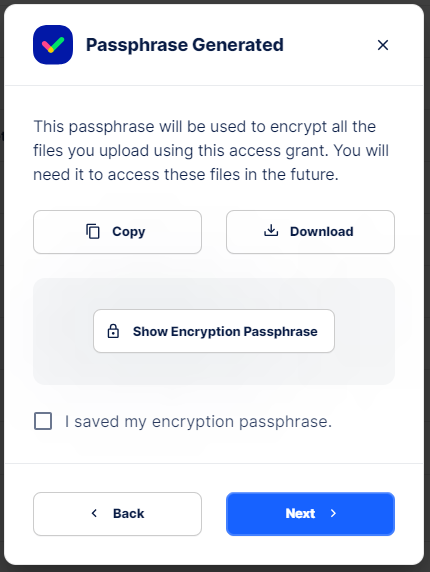 Passphrase Generated
This passphrase will be used to encrypt all the
files you upload using this access grant. You will
need it to access these files in the future.
Copy
Download
Show Encryption Passphrase
I saved my encryption passphrase.
Back
Next